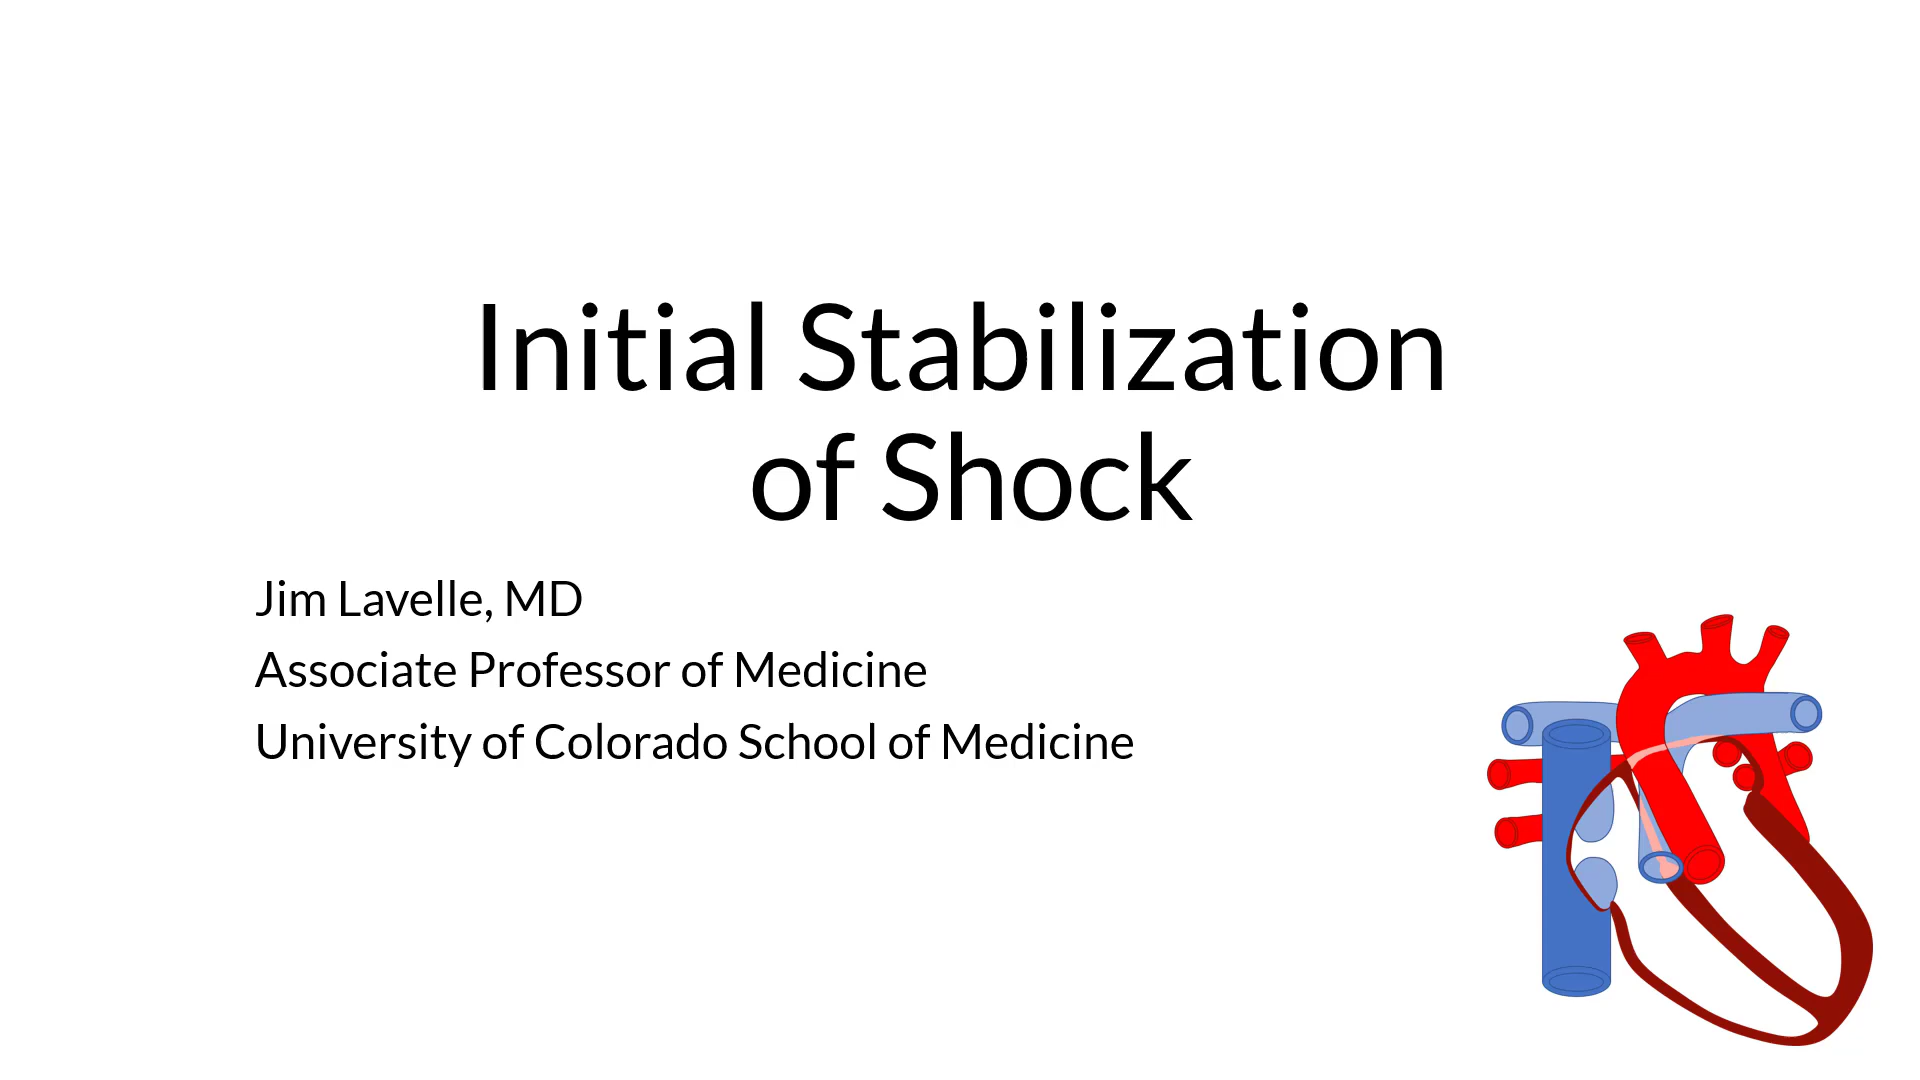 Initial Stabilization
of Shock
Jim Lavelle, MD
Associate Professor of Medicine
University of Colorado School of Medicine